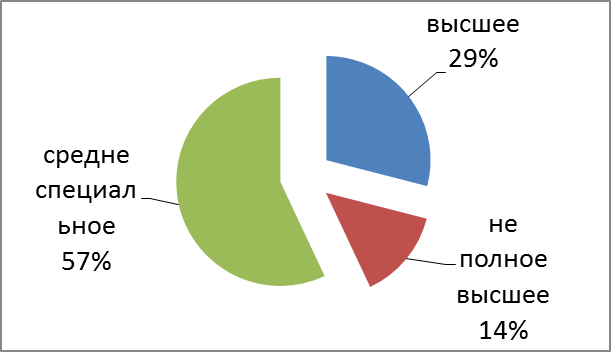 высшее
29%
не
полное
высшее
14%
средне
специал
ьное
57%